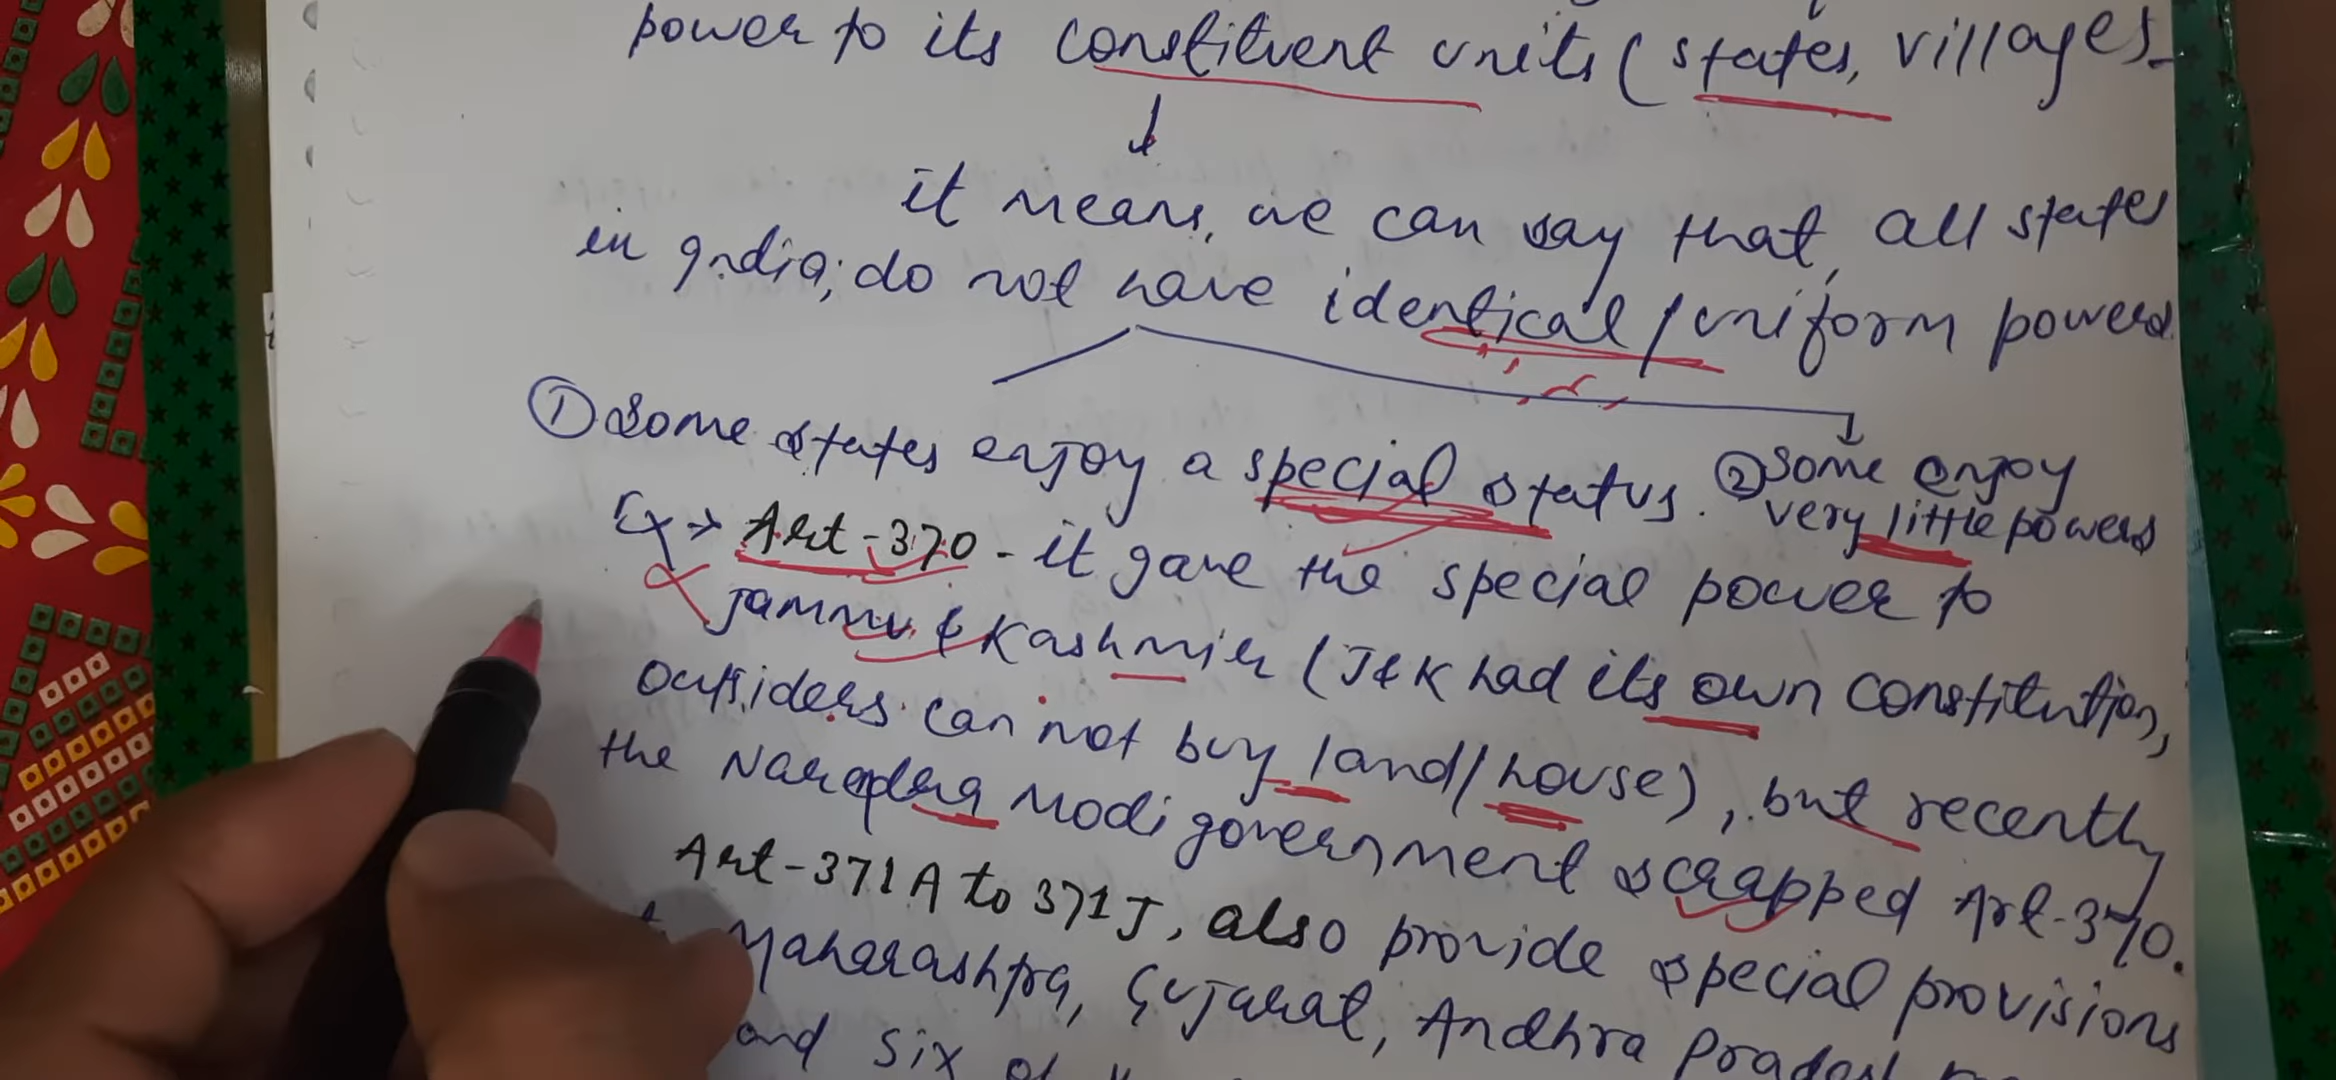 power to its constituent units (states, villages
it means, we can say that, all states
in India; do not have identical / uniform powers
① Some states enjoy a special status. ② Some enjoy
very little powers
Ex → Art-370 - it gave the special power to
Jammu & Kashmir (J&K had its own constitution,
outsiders can not buy land/house), but recently
the Narendra Modi government scrapped Art-370.
Art-371A to 371J, also provide special provisions
Maharashtra, Gujarat, Andhra Pradesh
and six of